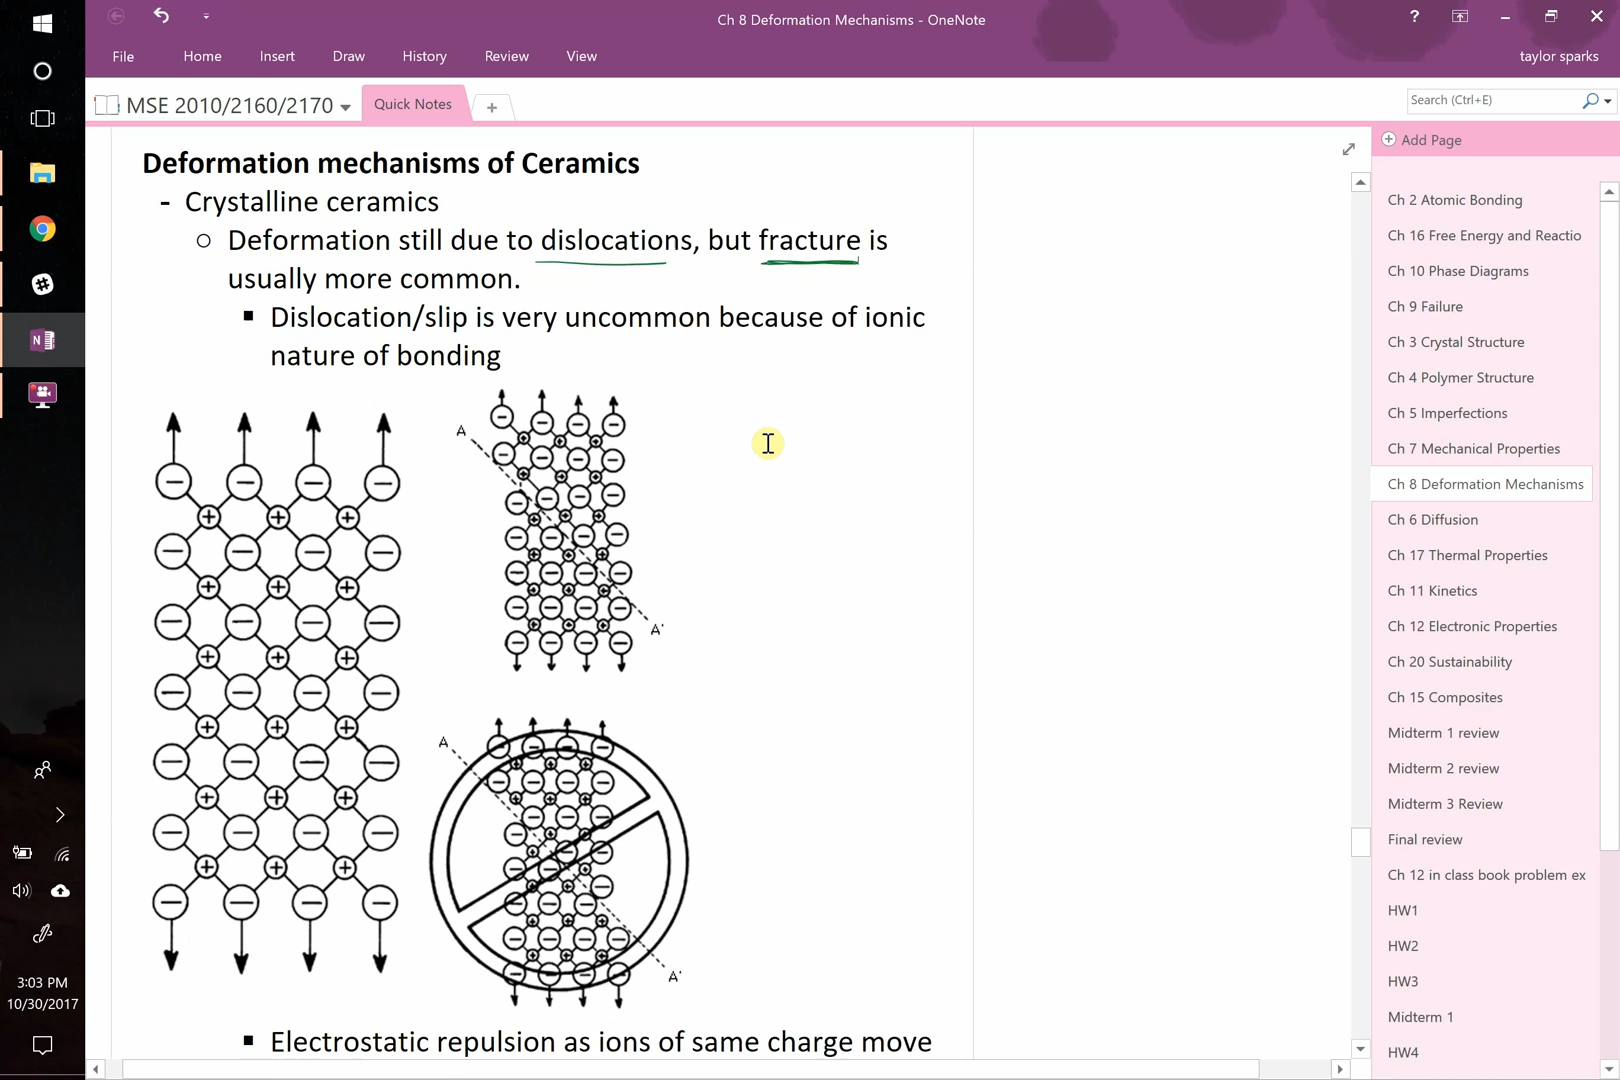 Ch 8 Deformation Mechanisms - OneNote
?
File Home Insert Draw History Review View
taylor sparks
MSE 2010/2160/2170
Quick Notes
+
Search (Ctrl+E)
Add Page
Deformation mechanisms of Ceramics
- Crystalline ceramics
○ Deformation still due to dislocations, but fracture is
usually more common.
▪ Dislocation/slip is very uncommon because of ionic
nature of bonding
A
A'
A
A'
▪ Electrostatic repulsion as ions of same charge move
Ch 2 Atomic Bonding
Ch 16 Free Energy and Reactio
Ch 10 Phase Diagrams
Ch 9 Failure
Ch 3 Crystal Structure
Ch 4 Polymer Structure
Ch 5 Imperfections
Ch 7 Mechanical Properties
Ch 8 Deformation Mechanisms
Ch 6 Diffusion
Ch 17 Thermal Properties
Ch 11 Kinetics
Ch 12 Electronic Properties
Ch 20 Sustainability
Ch 15 Composites
Midterm 1 review
Midterm 2 review
Midterm 3 Review
Final review
Ch 12 in class book problem ex
HW1
HW2
HW3
Midterm 1
HW4
N
3:03 PM
10/30/2017